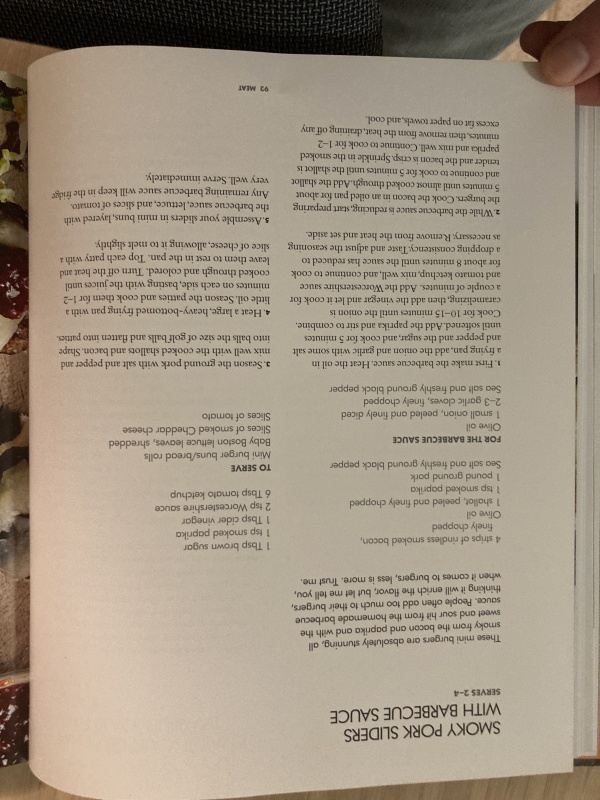 SMOKY PORK SLIDERS
WITH BARBECUE SAUCE
SERVES 2–4
These mini burgers are absolutely stunning, all
smoky from the bacon and paprika and with the
sweet and sour hit from the homemade barbecue
sauce. People often add too much to their burgers,
thinking it will enrich the flavor, but let me tell you,
when it comes to burgers, less is more. Trust me.
4 strips of rindless smoked bacon,
finely chopped
Olive oil
1 shallot, peeled and finely chopped
1 tsp smoked paprika
1 pound ground pork
Sea salt and freshly ground black pepper
FOR THE BARBECUE SAUCE
Olive oil
1 small onion, peeled and finely diced
2–3 garlic cloves, finely chopped
Sea salt and freshly ground black pepper
1 Tbsp brown sugar
1 tsp smoked paprika
1 Tbsp cider vinegar
2 tsp Worcestershire sauce
6 Tbsp tomato ketchup
TO SERVE
Mini burger buns/bread rolls
Baby Boston lettuce leaves, shredded
Slices of smoked Cheddar cheese
Slices of tomato
1. First make the barbecue sauce. Heat the oil in
a frying pan, add the onion and garlic with some salt
and pepper and the sugar, and cook for 5 minutes
until softened. Add the paprika and stir to combine.
Cook for 10–15 minutes until the onion is
caramelizing, then add the vinegar and let it cook for
a couple of minutes. Add the Worcestershire sauce
and tomato ketchup, mix well, and continue to cook
for about 8 minutes until the sauce has reduced to
a dropping consistency. Taste and adjust the seasoning
as necessary. Remove from the heat and set aside.
2. While the barbecue sauce is reducing, start preparing
the burgers. Cook the bacon in an oiled pan for about
5 minutes until almost cooked through. Add the shallot
and continue to cook for 5 minutes until the shallot is
tender and the bacon is crisp. Sprinkle in the smoked
paprika and mix well. Continue to cook for 1–2
minutes, then remove from the heat, draining off any
excess fat on paper towels, and cool.
3. Season the ground pork with salt and pepper and
mix well with the cooked shallots and bacon. Shape
into balls the size of golf balls and flatten into patties.
4. Heat a large, heavy-bottomed frying pan with a
little oil. Season the patties and cook them for 1–2
minutes on each side, basting with the juices until
cooked through and colored. Turn off the heat and
leave them to rest in the pan. Top each patty with a
slice of cheese, allowing it to melt slightly.
5. Assemble your sliders in mini buns, layered with
the barbecue sauce, lettuce, and slices of tomato.
Any remaining barbecue sauce will keep in the fridge
very well. Serve immediately.
92 MEAT